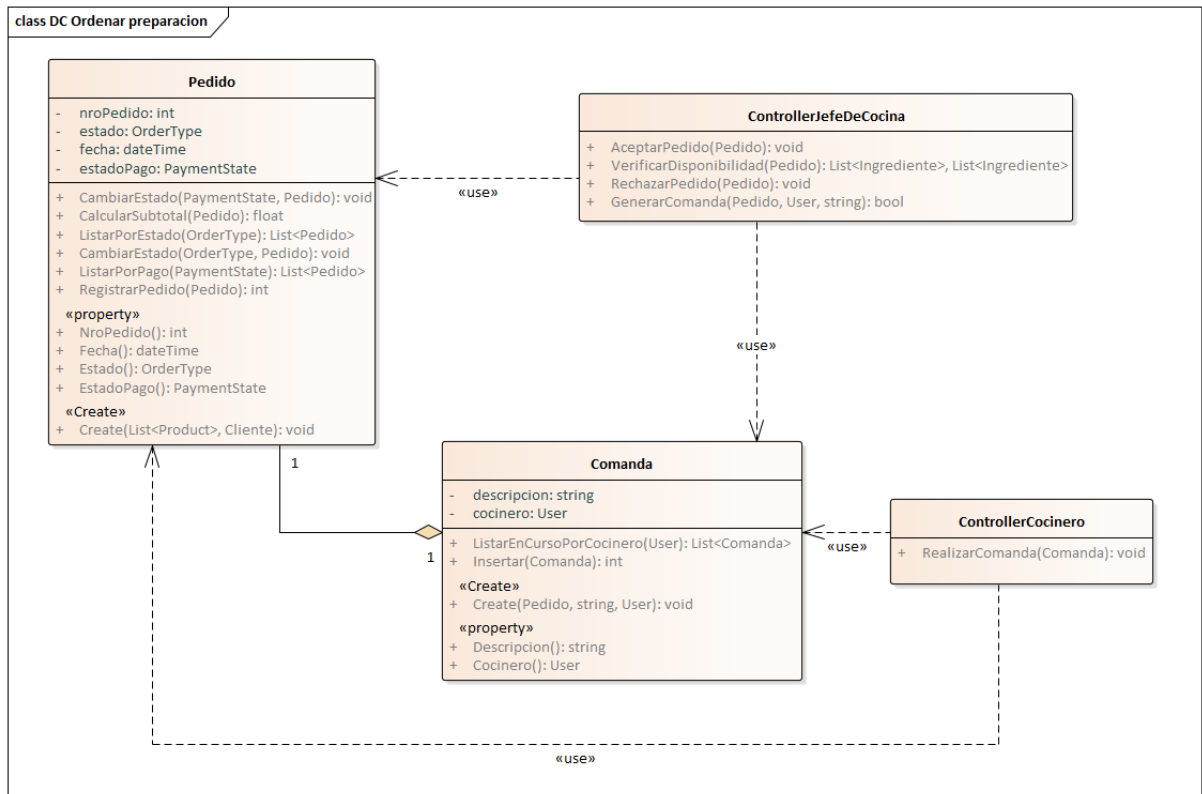 class DC Ordenar preparacion
Pedido
- nroPedido: int
- estado: OrderType
- fecha: dateTime
- estadoPago: PaymentState
+ CambiarEstado(PaymentState, Pedido): void
+ CalcularSubtotal(Pedido): float
+ ListarPorEstado(OrderType): List<Pedido>
+ CambiarEstado(OrderType, Pedido): void
+ ListarPorPago(PaymentState): List<Pedido>
+ RegistrarPedido(Pedido): int
«property»
+ NroPedido(): int
+ Fecha(): dateTime
+ Estado(): OrderType
+ EstadoPago(): PaymentState
«Create»
+ Create(List<Product>, Cliente): void
ControllerJefeDeCocina
+ AceptarPedido(Pedido): void
+ VerificarDisponibilidad(Pedido): List<Ingrediente>, List<Ingrediente>
+ RechazarPedido(Pedido): void
+ GenerarComanda(Pedido, User, string): bool
«use»
«use»
1
1
Comanda
- descripcion: string
- cocinero: User
+ ListarEnCursoPorCocinero(User): List<Comanda>
+ Insertar(Comanda): int
«Create»
+ Create(Pedido, string, User): void
«property»
+ Descripcion(): string
+ Cocinero(): User
«use»
ControllerCocinero
+ RealizarComanda(Comanda): void
«use»